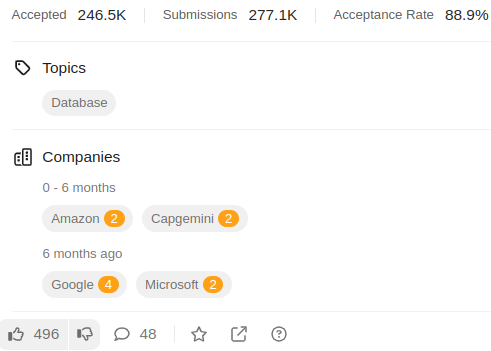 Accepted 246.5K Submissions 277.1K Acceptance Rate 88.9%
Topics
Database
Companies
0 - 6 months
Amazon 2 Capgemini 2
6 months ago
Google 4 Microsoft 2
496 48